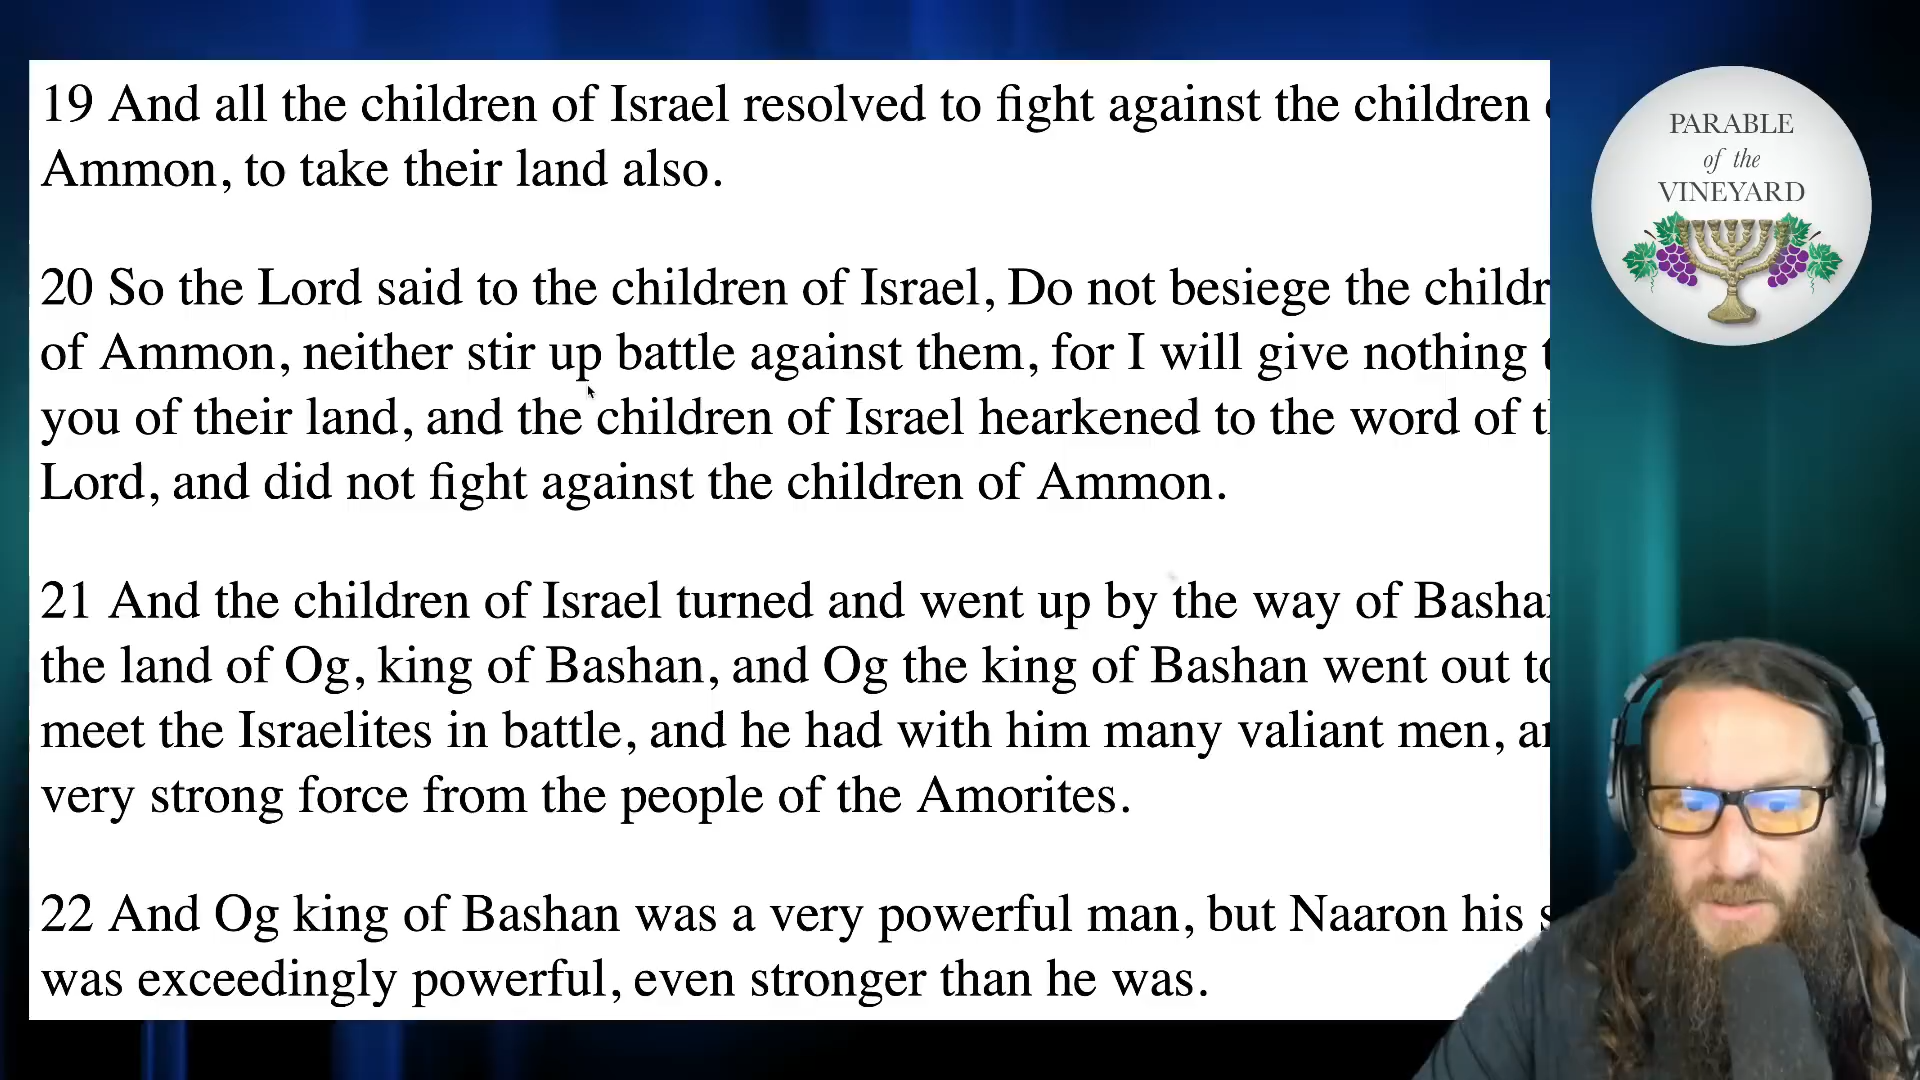 19 And all the children of Israel resolved to fight against the children
Ammon, to take their land also.
20 So the Lord said to the children of Israel, Do not besiege the childr
of Ammon, neither stir up battle against them, for I will give nothing t
you of their land, and the children of Israel hearkened to the word of t
Lord, and did not fight against the children of Ammon.
21 And the children of Israel turned and went up by the way of Basha
the land of Og, king of Bashan, and Og the king of Bashan went out to
meet the Israelites in battle, and he had with him many valiant men, a
very strong force from the people of the Amorites.
22 And Og king of Bashan was a very powerful man, but Naaron his s
was exceedingly powerful, even stronger than he was.
PARABLE
of the
VINEYARD